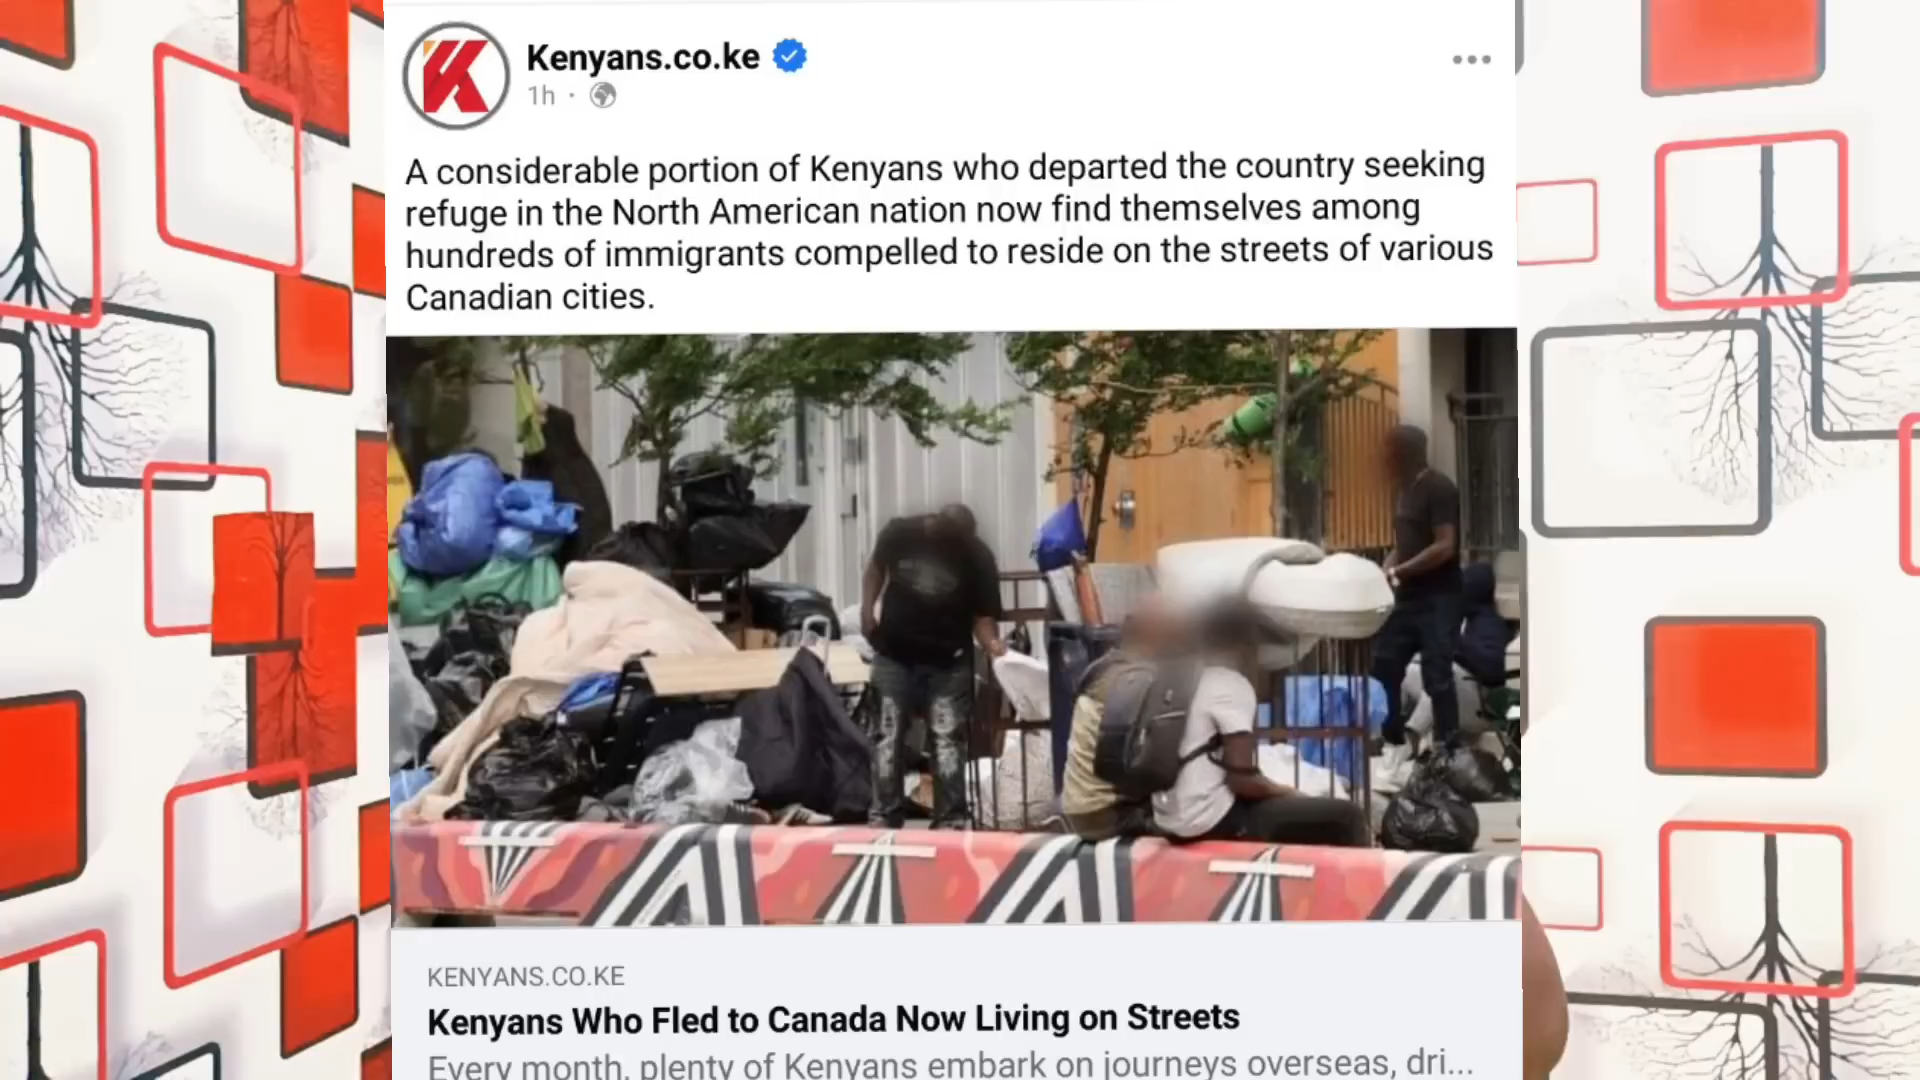 Kenyans.co.ke
1h
A considerable portion of Kenyans who departed the country seeking
refuge in the North American nation now find themselves among
hundreds of immigrants compelled to reside on the streets of various
Canadian cities.
KENYANS.CO.KE
Kenyans Who Fled to Canada Now Living on Streets
Every month, plenty of Kenyans embark on journeys overseas, dri...